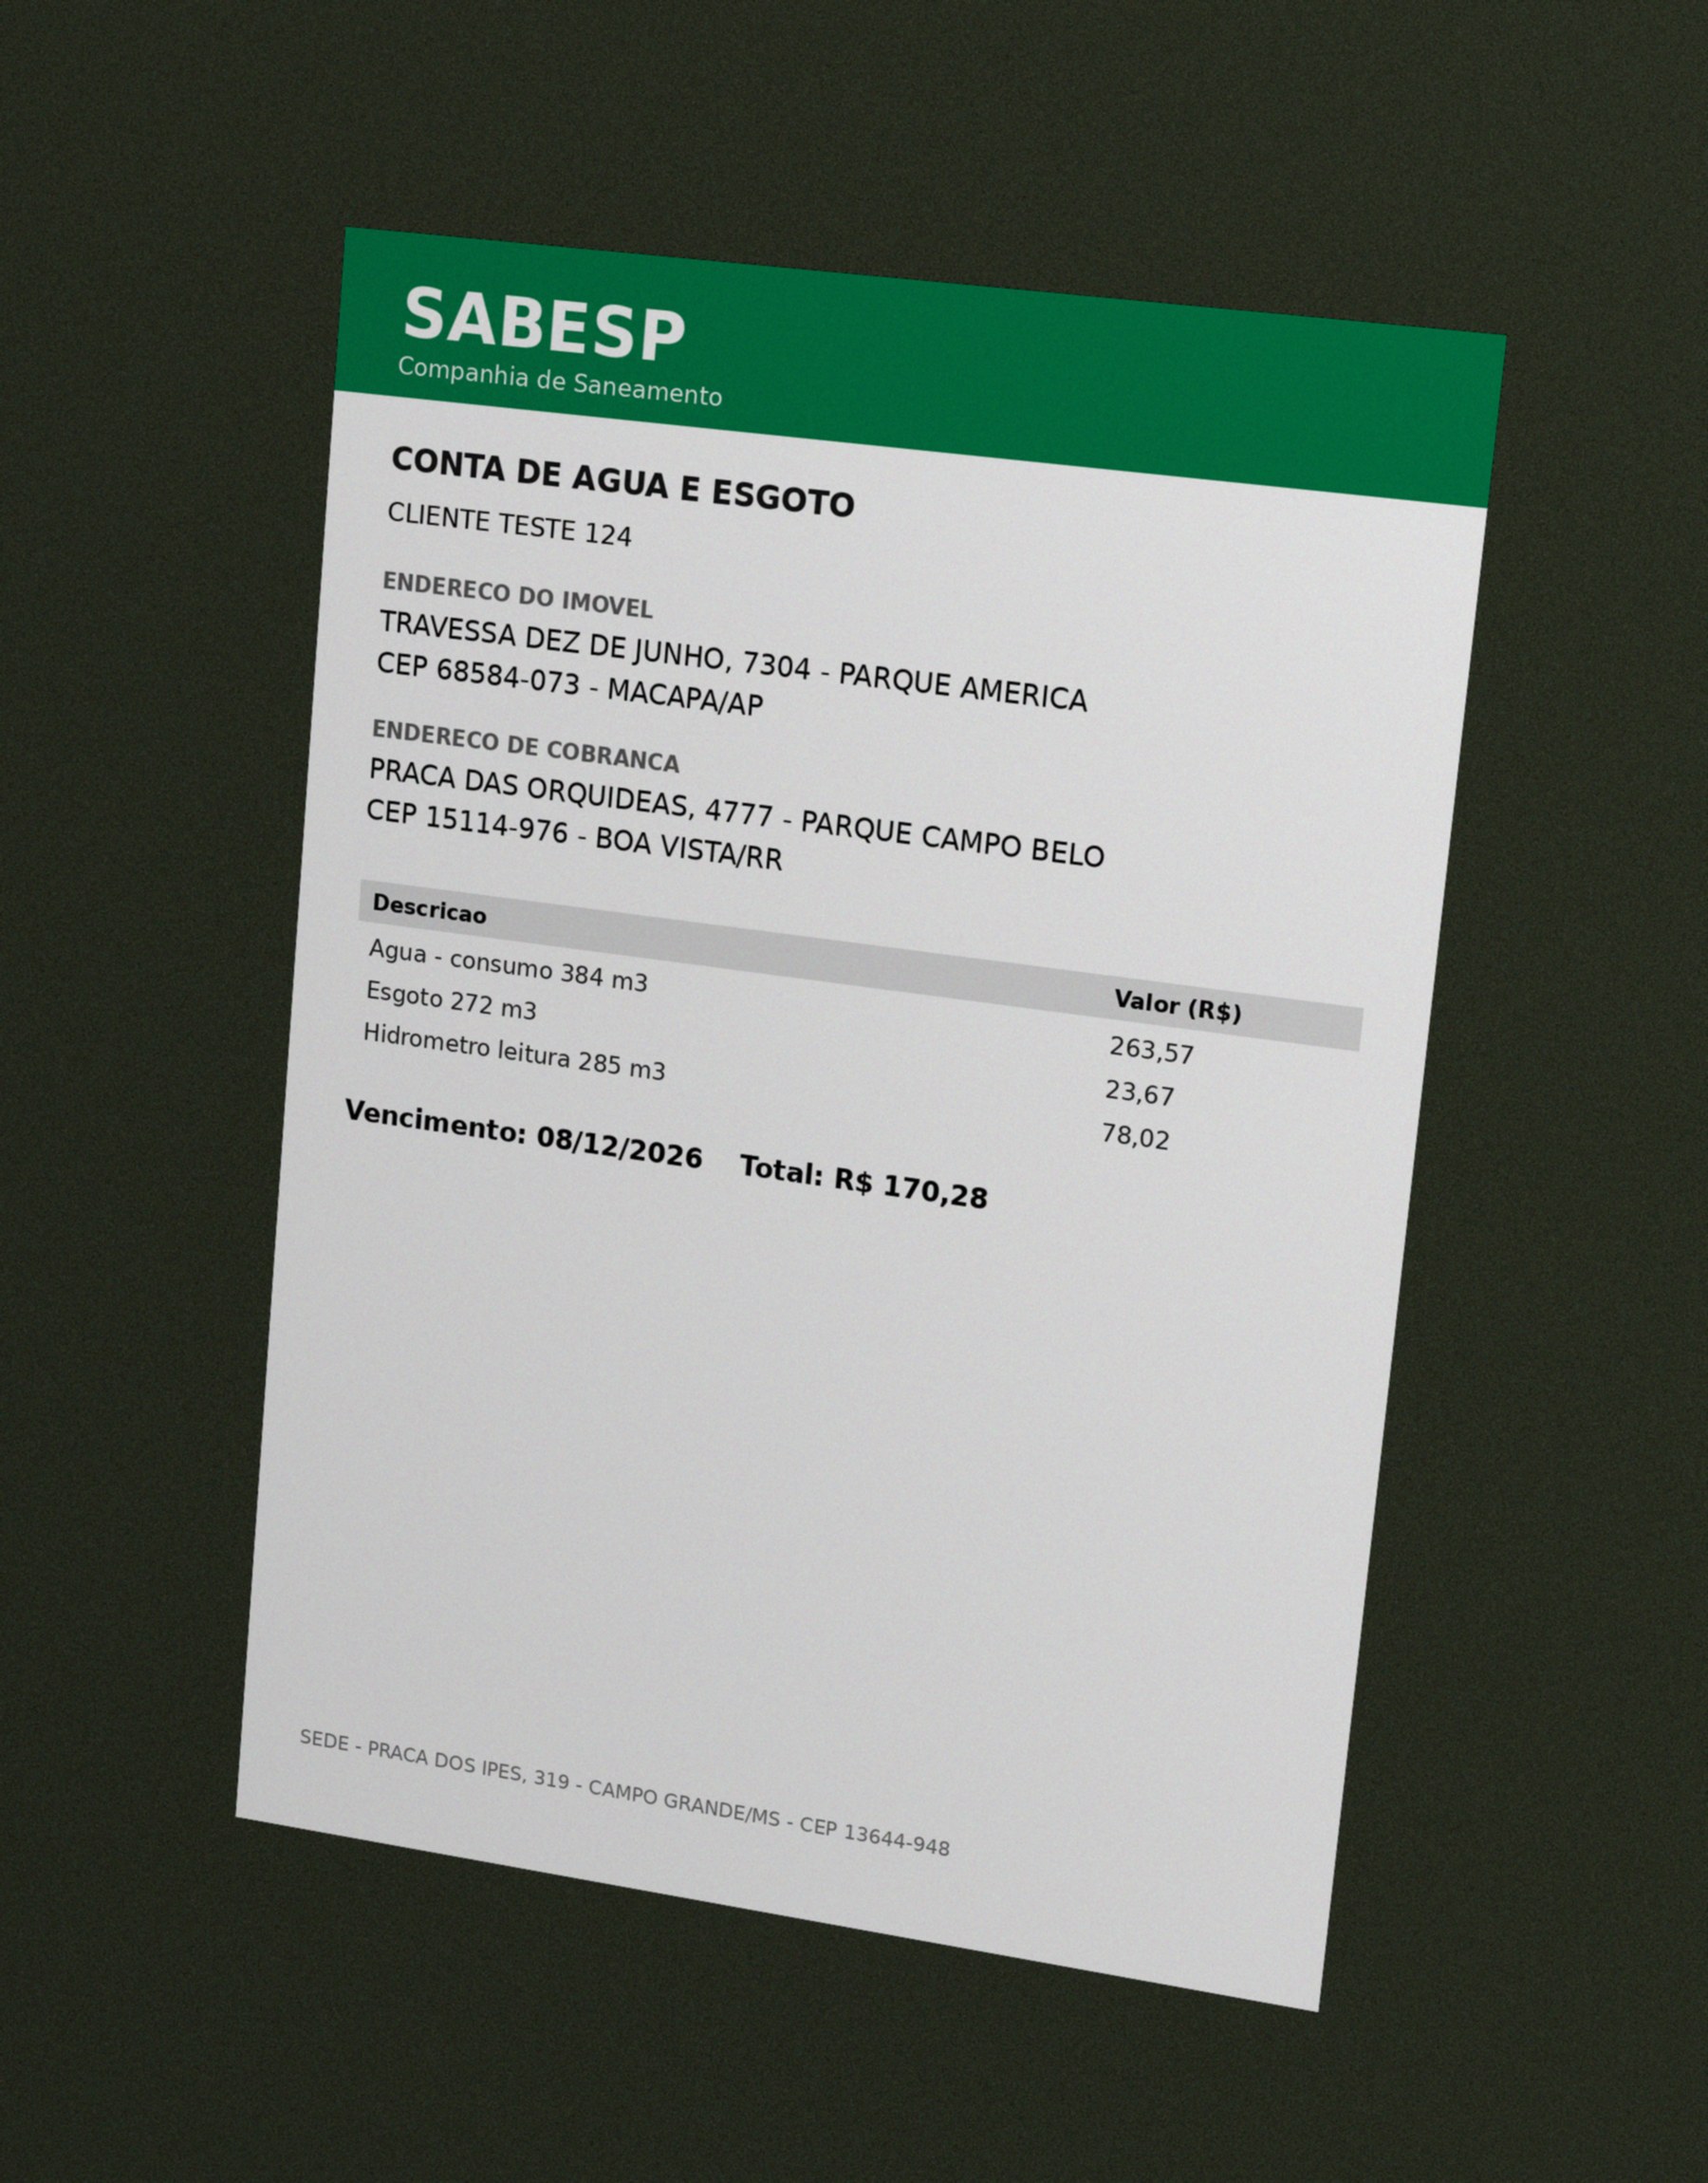 SABESP
Companhia de Saneamento
CONTA DE AGUA E ESGOTO
CLIENTE TESTE 124
ENDERECO DO IMOVEL
TRAVESSA DEZ DE JUNHO, 7304 - PARQUE AMERICA
CEP 68584-073 - MACAPA/AP
ENDERECO DE COBRANCA
PRACA DAS ORQUIDEAS, 4777 - PARQUE CAMPO BELO
CEP 15114-976 - BOA VISTA/RR
Descricao Valor (R$)
Agua - consumo 384 m3 263,57
Esgoto 272 m3 23,67
Hidrometro leitura 285 m3 78,02
Vencimento: 08/12/2026 Total: R$ 170,28
SEDE - PRACA DOS IPES, 319 - CAMPO GRANDE/MS - CEP 13644-948